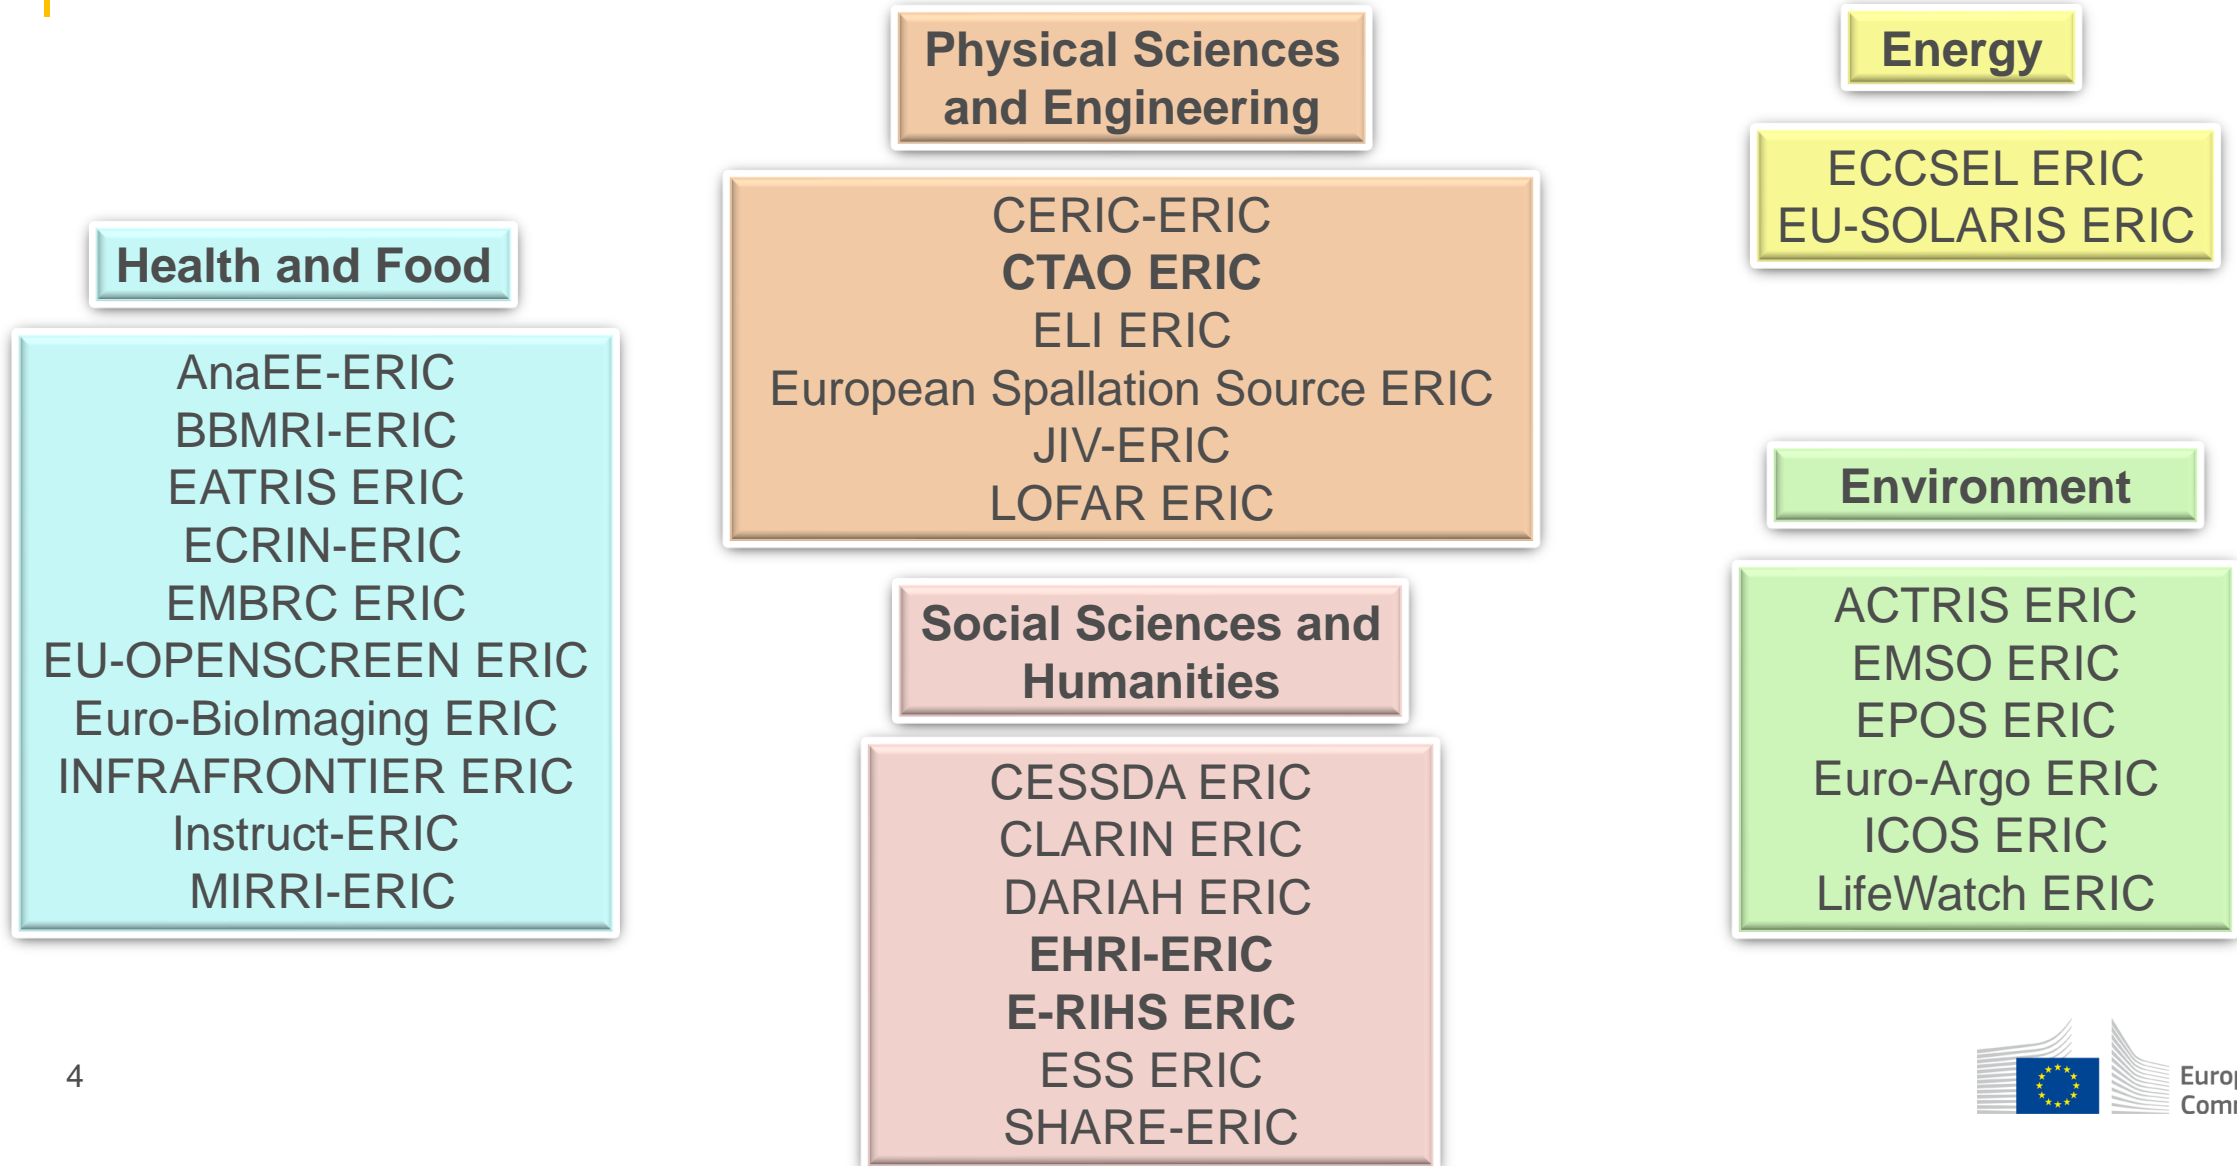 Physical Sciences
and Engineering
CERIC-ERIC
CTAO ERIC
ELI ERIC
European Spallation Source ERIC
JIV-ERIC
LOFAR ERIC
Energy
ECCSEL ERIC
EU-SOLARIS ERIC
Health and Food
AnaEE-ERIC
BBMRI-ERIC
EATRIS ERIC
ECRIN-ERIC
EMBRC ERIC
EU-OPENSCREEN ERIC
Euro-BioImaging ERIC
INFRAFRONTIER ERIC
Instruct-ERIC
MIRRI-ERIC
Social Sciences and
Humanities
CESSDA ERIC
CLARIN ERIC
DARIAH ERIC
EHRI-ERIC
E-RIHS ERIC
ESS ERIC
SHARE-ERIC
Environment
ACTRIS ERIC
EMSO ERIC
EPOS ERIC
Euro-Argo ERIC
ICOS ERIC
LifeWatch ERIC
4